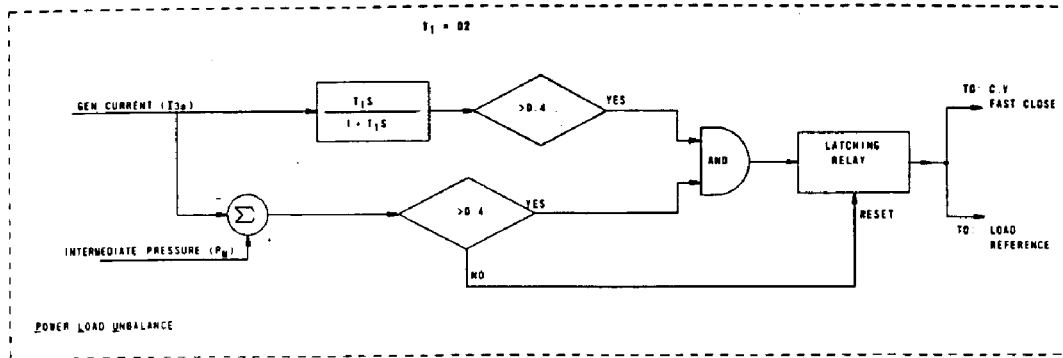 T1 = 02
GEN CURRENT (I3ø)
T1S
1 + T1S
>0.4
YES
AND
LATCHING
RELAY
TO: C.V
FAST CLOSE
Σ
-
>0.4
YES
RESET
INTERMEDIATE PRESSURE (PM)
NO
TO: LOAD
REFERENCE
POWER LOAD UNBALANCE